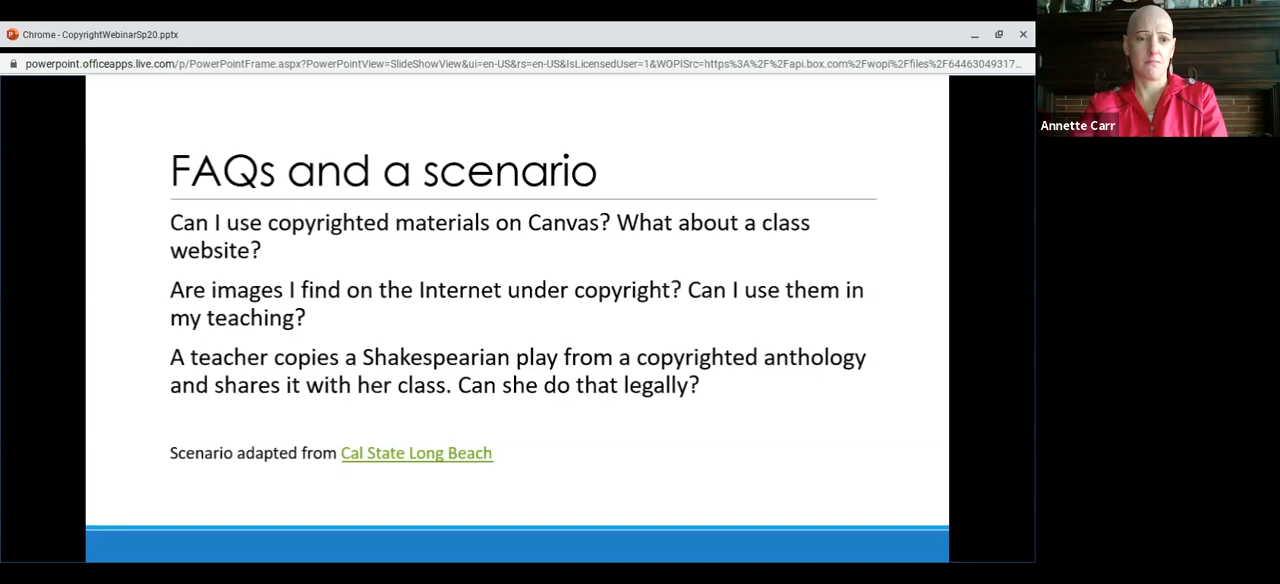 Chrome - CopyrightWebinarSp20.pptx
powerpoint.officeapps.live.com/p/PowerPointFrame.aspx?PowerPointView=SlideShowView&ui=en-US&rs=en-US&IsLicensedUser=1&WOPISrc=https%3A%2F%2Fapi.box.com%2Fwopi%2Ffiles%2F64463049317...
Annette Carr
FAQs and a scenario
Can I use copyrighted materials on Canvas? What about a class
website?
Are images I find on the Internet under copyright? Can I use them in
my teaching?
A teacher copies a Shakespearian play from a copyrighted anthology
and shares it with her class. Can she do that legally?
Scenario adapted from Cal State Long Beach